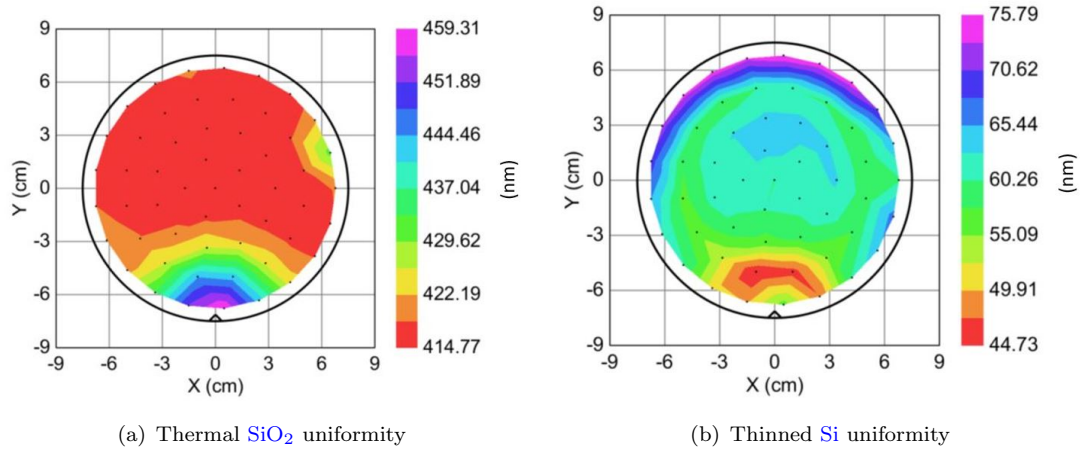 9
6
3
0
-3
-6
-9
-9 -6 -3 0 3 6 9
X (cm)
Y (cm)
459.31
451.89
444.46
437.04
429.62
422.19
414.77
(nm)
9
6
3
0
-3
-6
-9
-9 -6 -3 0 3 6 9
X (cm)
Y (cm)
75.79
70.62
65.44
60.26
55.09
49.91
44.73
(nm)
(a) Thermal SiO₂ uniformity
(b) Thinned Si uniformity